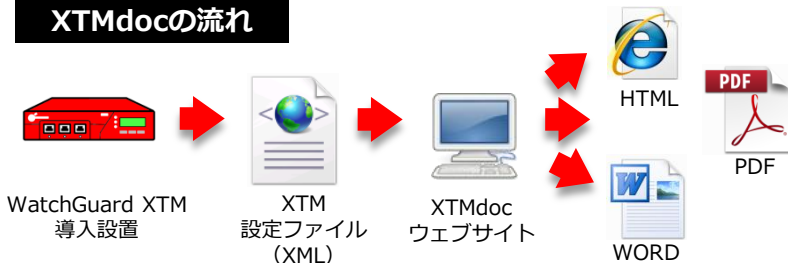 XTMdocの流れ
WatchGuard XTM
導入設置
XTM
設定ファイル
（XML）
XTMdoc
ウェブサイト
HTML
PDF
PDF
WORD